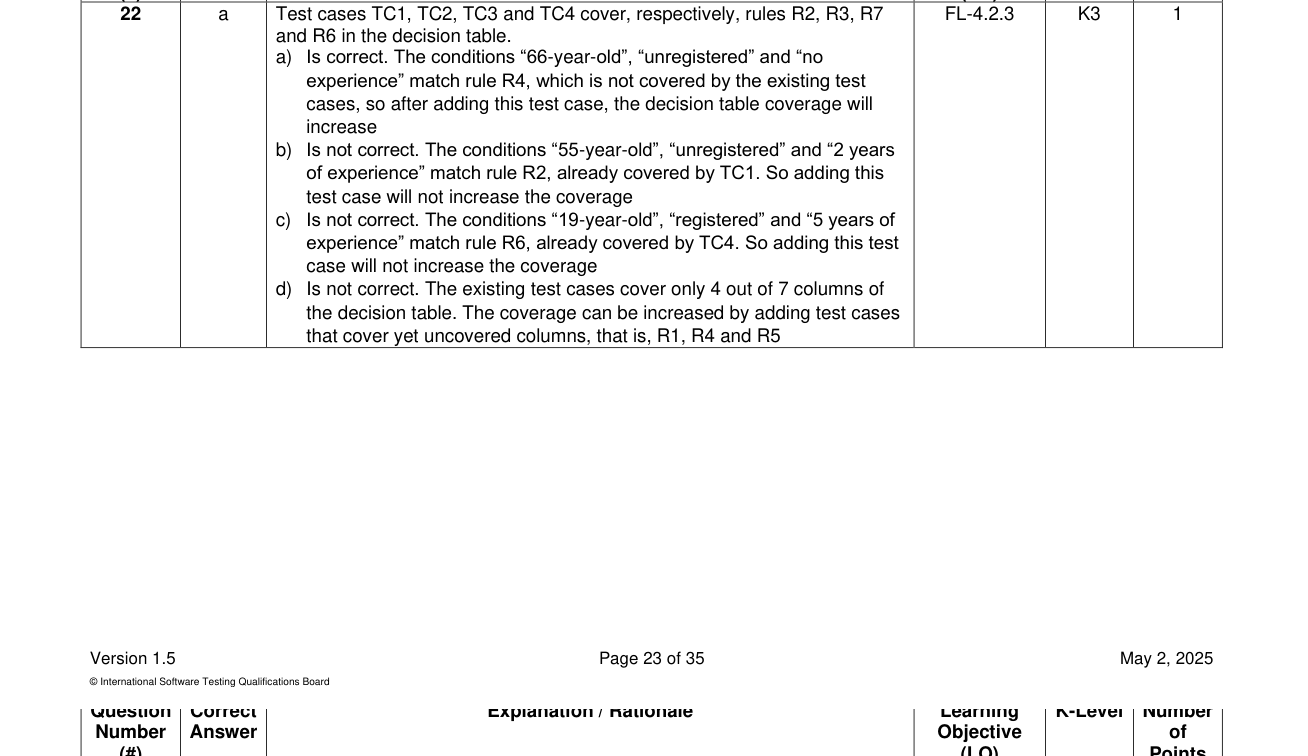 22 a Test cases TC1, TC2, TC3 and TC4 cover, respectively, rules R2, R3, R7 FL-4.2.3 K3 1
and R6 in the decision table.
a) Is correct. The conditions “66-year-old”, “unregistered” and “no
experience” match rule R4, which is not covered by the existing test
cases, so after adding this test case, the decision table coverage will
increase
b) Is not correct. The conditions “55-year-old”, “unregistered” and “2 years
of experience” match rule R2, already covered by TC1. So adding this
test case will not increase the coverage
c) Is not correct. The conditions “19-year-old”, “registered” and “5 years of
experience” match rule R6, already covered by TC4. So adding this test
case will not increase the coverage
d) Is not correct. The existing test cases cover only 4 out of 7 columns of
the decision table. The coverage can be increased by adding test cases
that cover yet uncovered columns, that is, R1, R4 and R5
Version 1.5 Page 23 of 35 May 2, 2025
© International Software Testing Qualifications Board
Question Correct Explanation / Rationale Learning K-Level Number
Number Answer Objective of
(#) (LO) Points